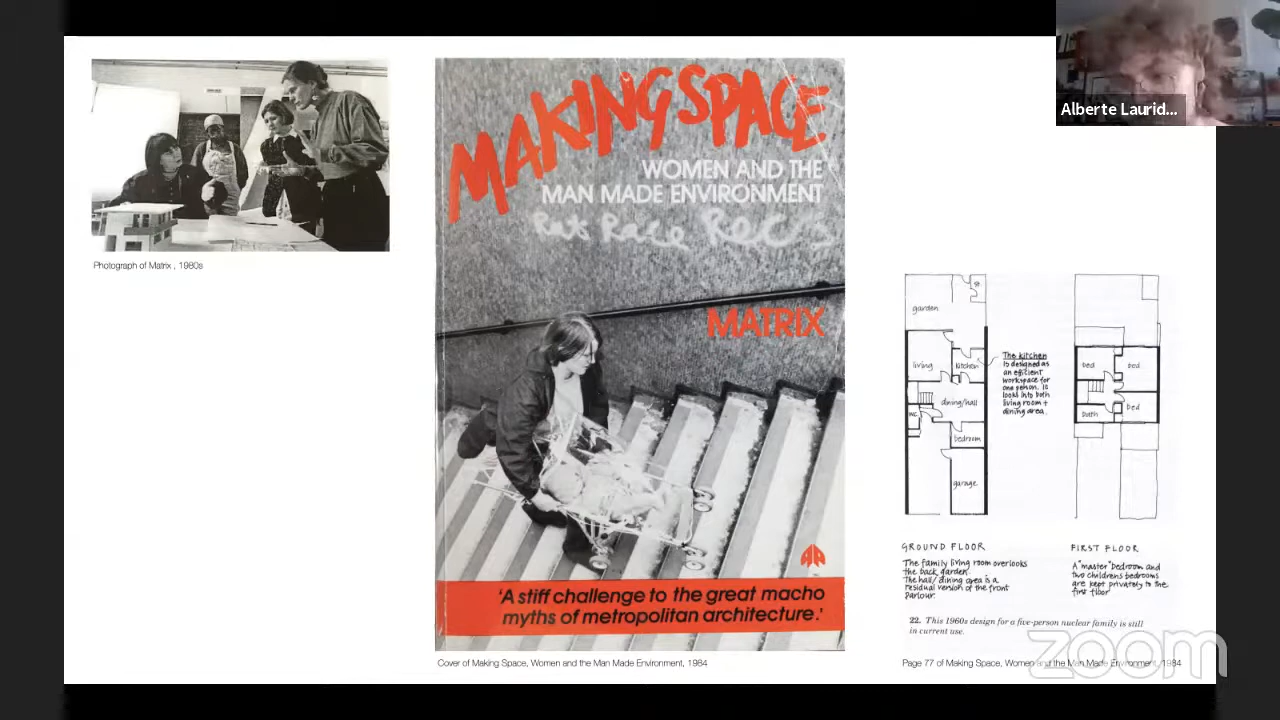 Alberte Laurid...
Photograph of Matrix , 1980s
MAKING SPACE
WOMEN AND THE
MAN MADE ENVIRONMENT
MATRIX
'A stiff challenge to the great macho
myths of metropolitan architecture.'
Cover of Making Space, Women and the Man Made Environment, 1984
garden
living
kitchen
dining/hall
WC
bedroom
garage
The kitchen
is designed as
an efficient
workspace for
one person. It
looks into both
living room +
dining area.
bed
bed
bath
bed
GROUND FLOOR
The family living room overlooks
the back garden.
The hall/dining area is a
residual version of the front
parlour.
FIRST FLOOR
A "master" bedroom and
two childrens bedrooms
are kept privately to the
first floor
22. This 1960s design for a five-person nuclear family is still
in current use.
Page 77 of Making Space, Women and the Man Made Environment, 1984
zoom